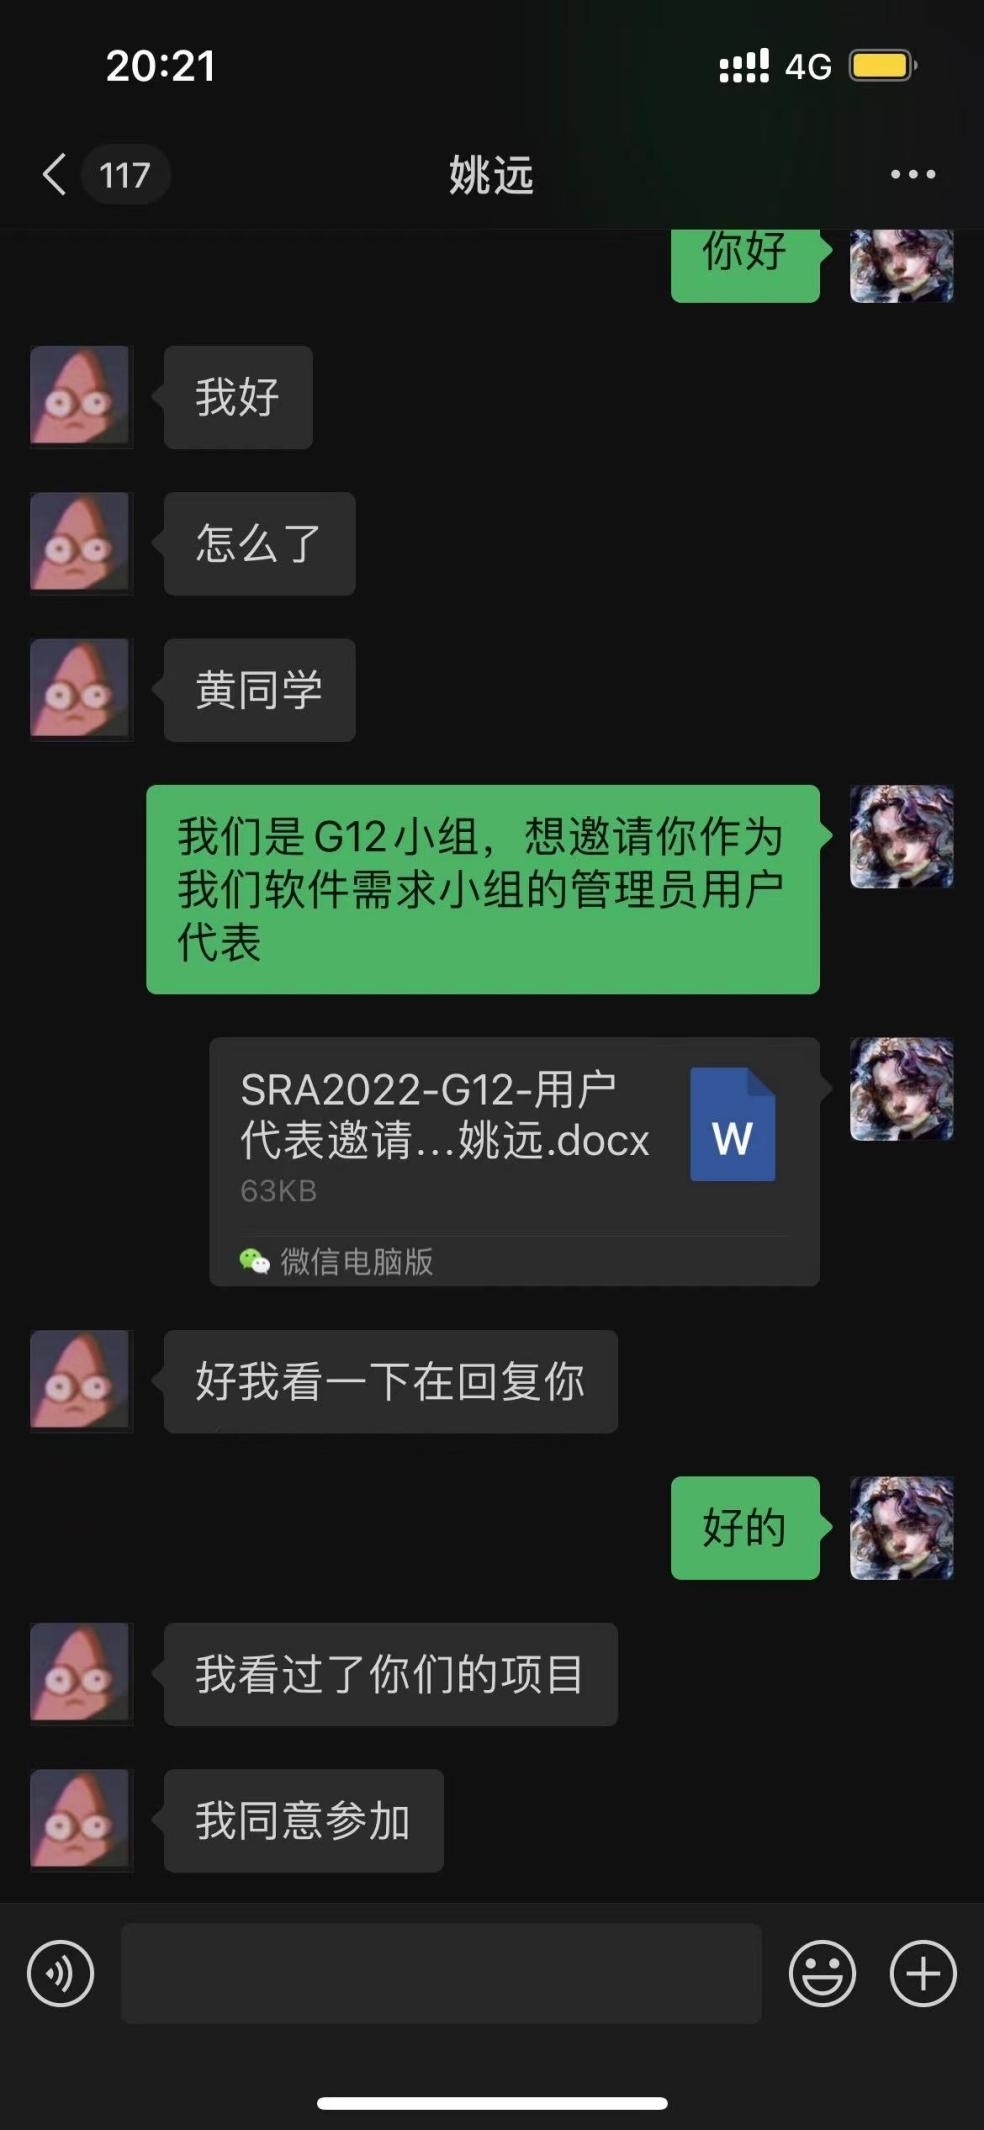 20:21
4G
117
姚远
你好
我好
怎么了
黄同学
我们是G12小组，想邀请你作为
我们软件需求小组的管理员用户
代表
SRA2022-G12-用户
代表邀请...姚远.docx
W
63KB
微信电脑版
好我看一下在回复你
好的
我看过了你们的项目
我同意参加